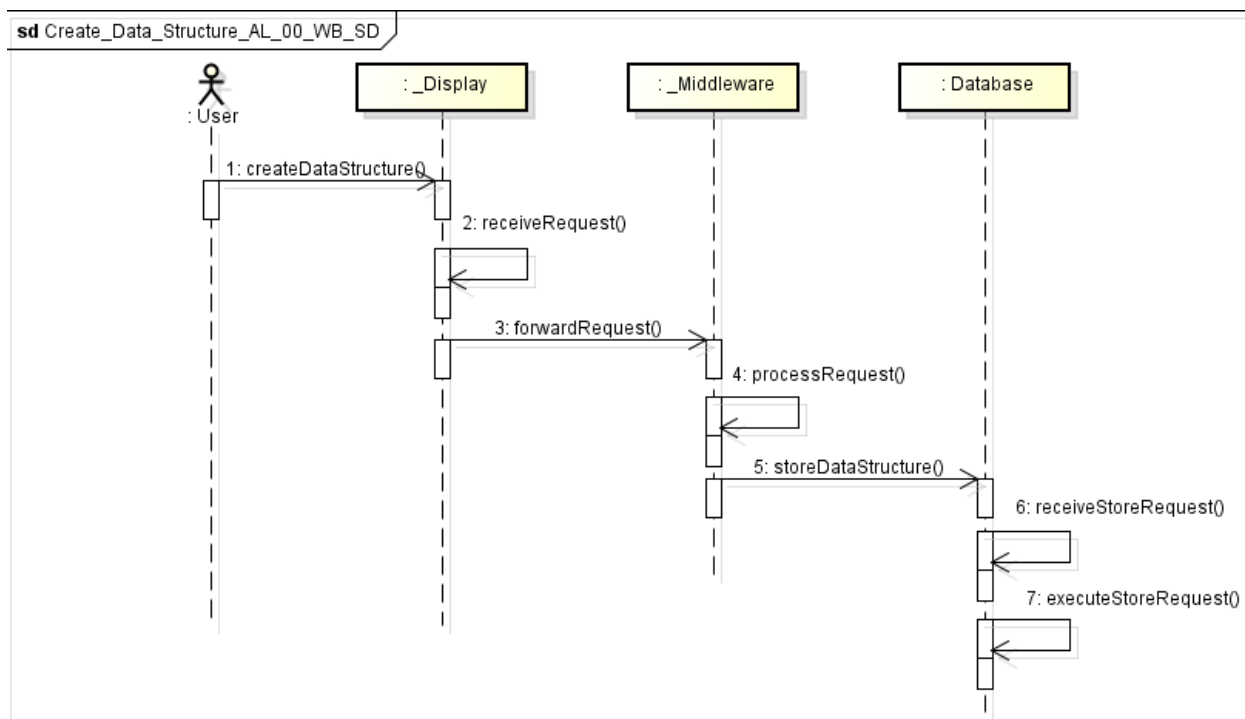 sd Create_Data_Structure_AL_00_WB_SD
: User
: _Display
: _Middleware
: Database
1: createDataStructure()
2: receiveRequest()
3: forwardRequest()
4: processRequest()
5: storeDataStructure()
6: receiveStoreRequest()
7: executeStoreRequest()